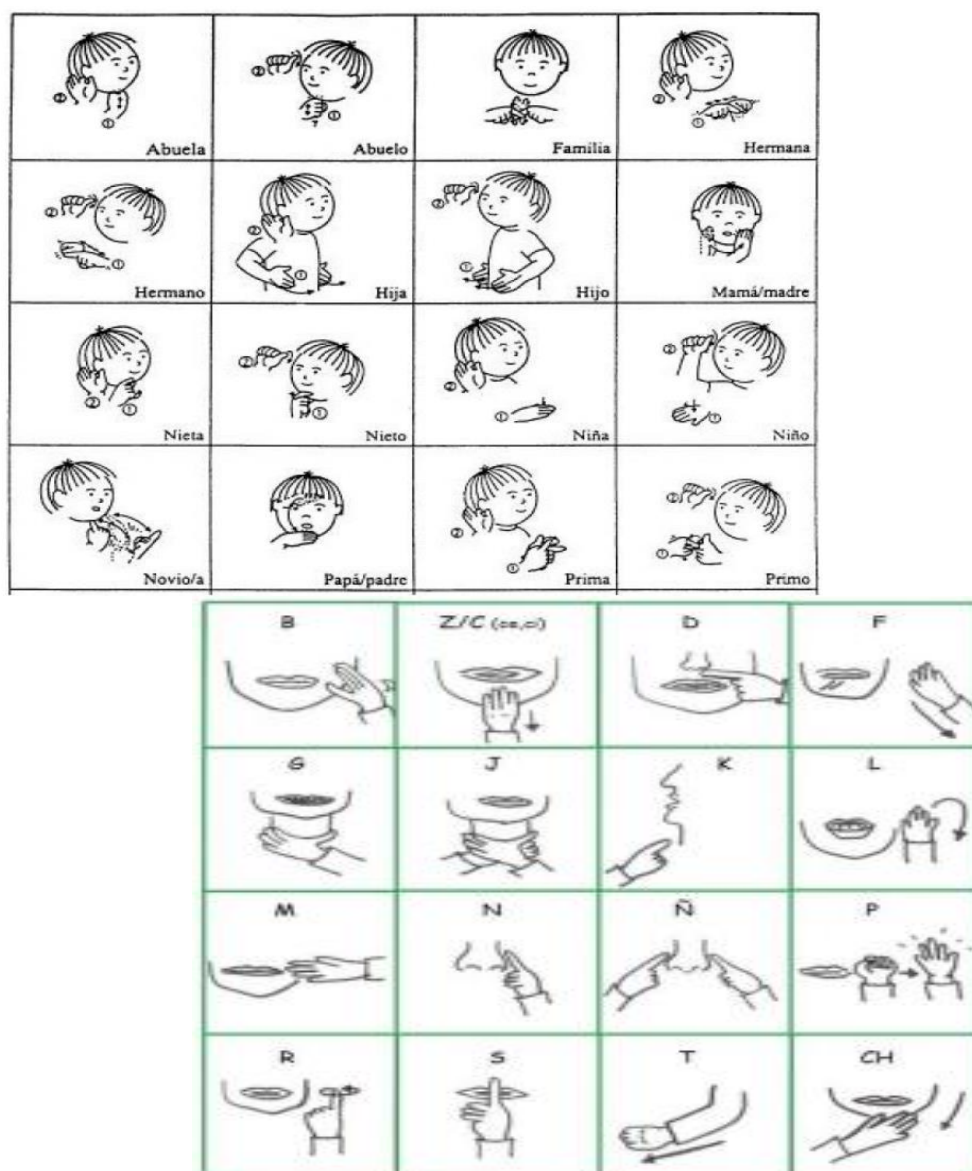 Abuela Abuelo Família Hermana
Hermano Hija Hijo Mamá/madre
Nieta Nieto Niña Niño
Novio/a Papá/padre Prima Primo
B Z/C (ce,ci) D F
G J K L
M N Ñ P
R S T CH